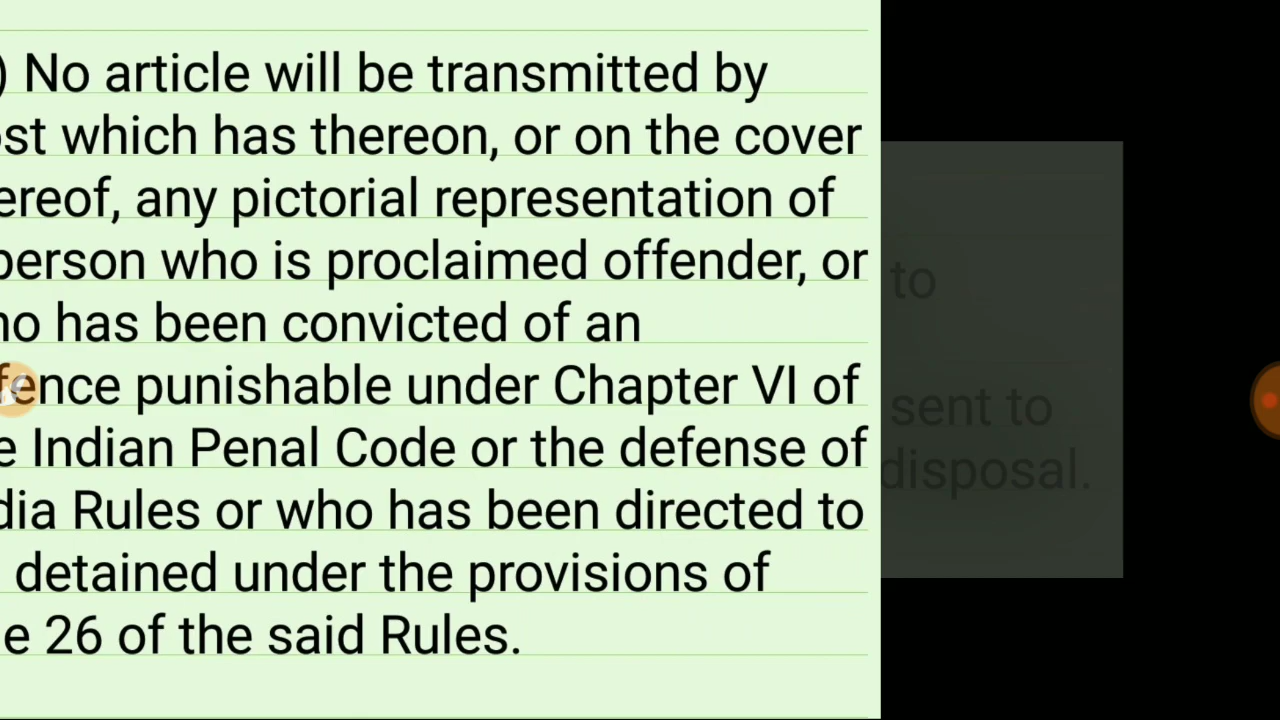 ) No article will be transmitted by
ost which has thereon, or on the cover
ereof, any pictorial representation of
person who is proclaimed offender, or
ho has been convicted of an
fence punishable under Chapter VI of
e Indian Penal Code or the defense of
dia Rules or who has been directed to
detained under the provisions of
e 26 of the said Rules.
to
sent to
disposal.